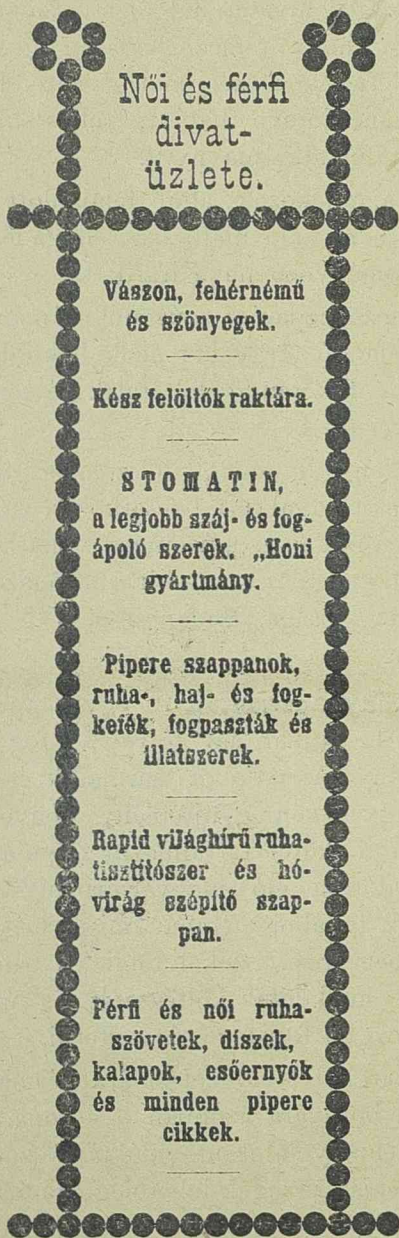 Női és férfi
divat-
üzlete.
Vászon, fehérnémű
és szönyegek.
Kész felöltők raktára.
STOMATIN,
a legjobb száj- és fog-
ápoló szerek. „Honi
gyártmány.
Pipere szappanok,
ruha-, haj- és fog-
kefék, fogpaszták és
illatszerek.
Rapid világhírű ruha-
tisztítószer és hó-
virág szépítő szap-
pan.
Férfi és női ruha-
szövetek, díszek,
kalapok, esőernyők
és minden pipere
cikkek.